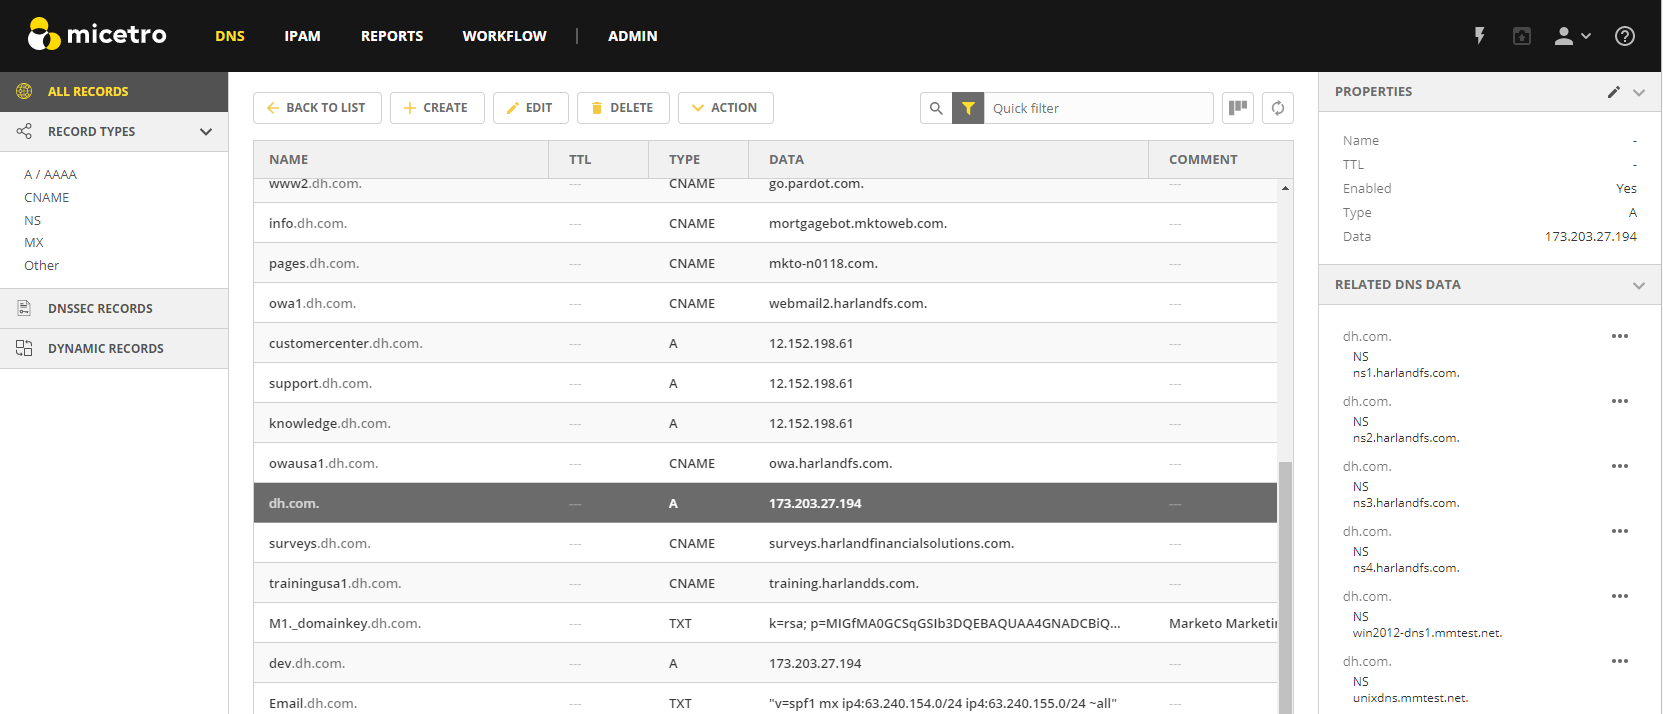 micetro
DNS IPAM REPORTS WORKFLOW | ADMIN
ALL RECORDS
RECORD TYPES
A / AAAA
CNAME
NS
MX
Other
DNSSEC RECORDS
DYNAMIC RECORDS
BACK TO LIST CREATE EDIT DELETE ACTION Quick filter
NAME TTL TYPE DATA COMMENT
www2.dh.com. --- CNAME go.pardot.com. ---
info.dh.com. --- CNAME mortgagebot.mktoweb.com. ---
pages.dh.com. --- CNAME mkto-n0118.com. ---
owa1.dh.com. --- CNAME webmail2.harlandfs.com. ---
customercenter.dh.com. --- A 12.152.198.61 ---
support.dh.com. --- A 12.152.198.61 ---
knowledge.dh.com. --- A 12.152.198.61 ---
owausa1.dh.com. --- CNAME owa.harlandfs.com. ---
dh.com. --- A 173.203.27.194 ---
surveys.dh.com. --- CNAME surveys.harlandfinancialsolutions.com. ---
trainingusa1.dh.com. --- CNAME training.harlandds.com. ---
M1._domainkey.dh.com. --- TXT k=rsa; p=MIGfMA0GCSqGSIb3DQEBAQUAA4GNADCBiQ... Marketo Marketin
dev.dh.com. --- A 173.203.27.194 ---
Email.dh.com. --- TXT "v=spf1 mx ip4:63.240.154.0/24 ip4:63.240.155.0/24 ~all" ---
PROPERTIES
Name -
TTL -
Enabled Yes
Type A
Data 173.203.27.194
RELATED DNS DATA
dh.com.
NS
ns1.harlandfs.com.
dh.com.
NS
ns2.harlandfs.com.
dh.com.
NS
ns3.harlandfs.com.
dh.com.
NS
ns4.harlandfs.com.
dh.com.
NS
win2012-dns1.mmtest.net.
dh.com.
NS
unixdns.mmtest.net.